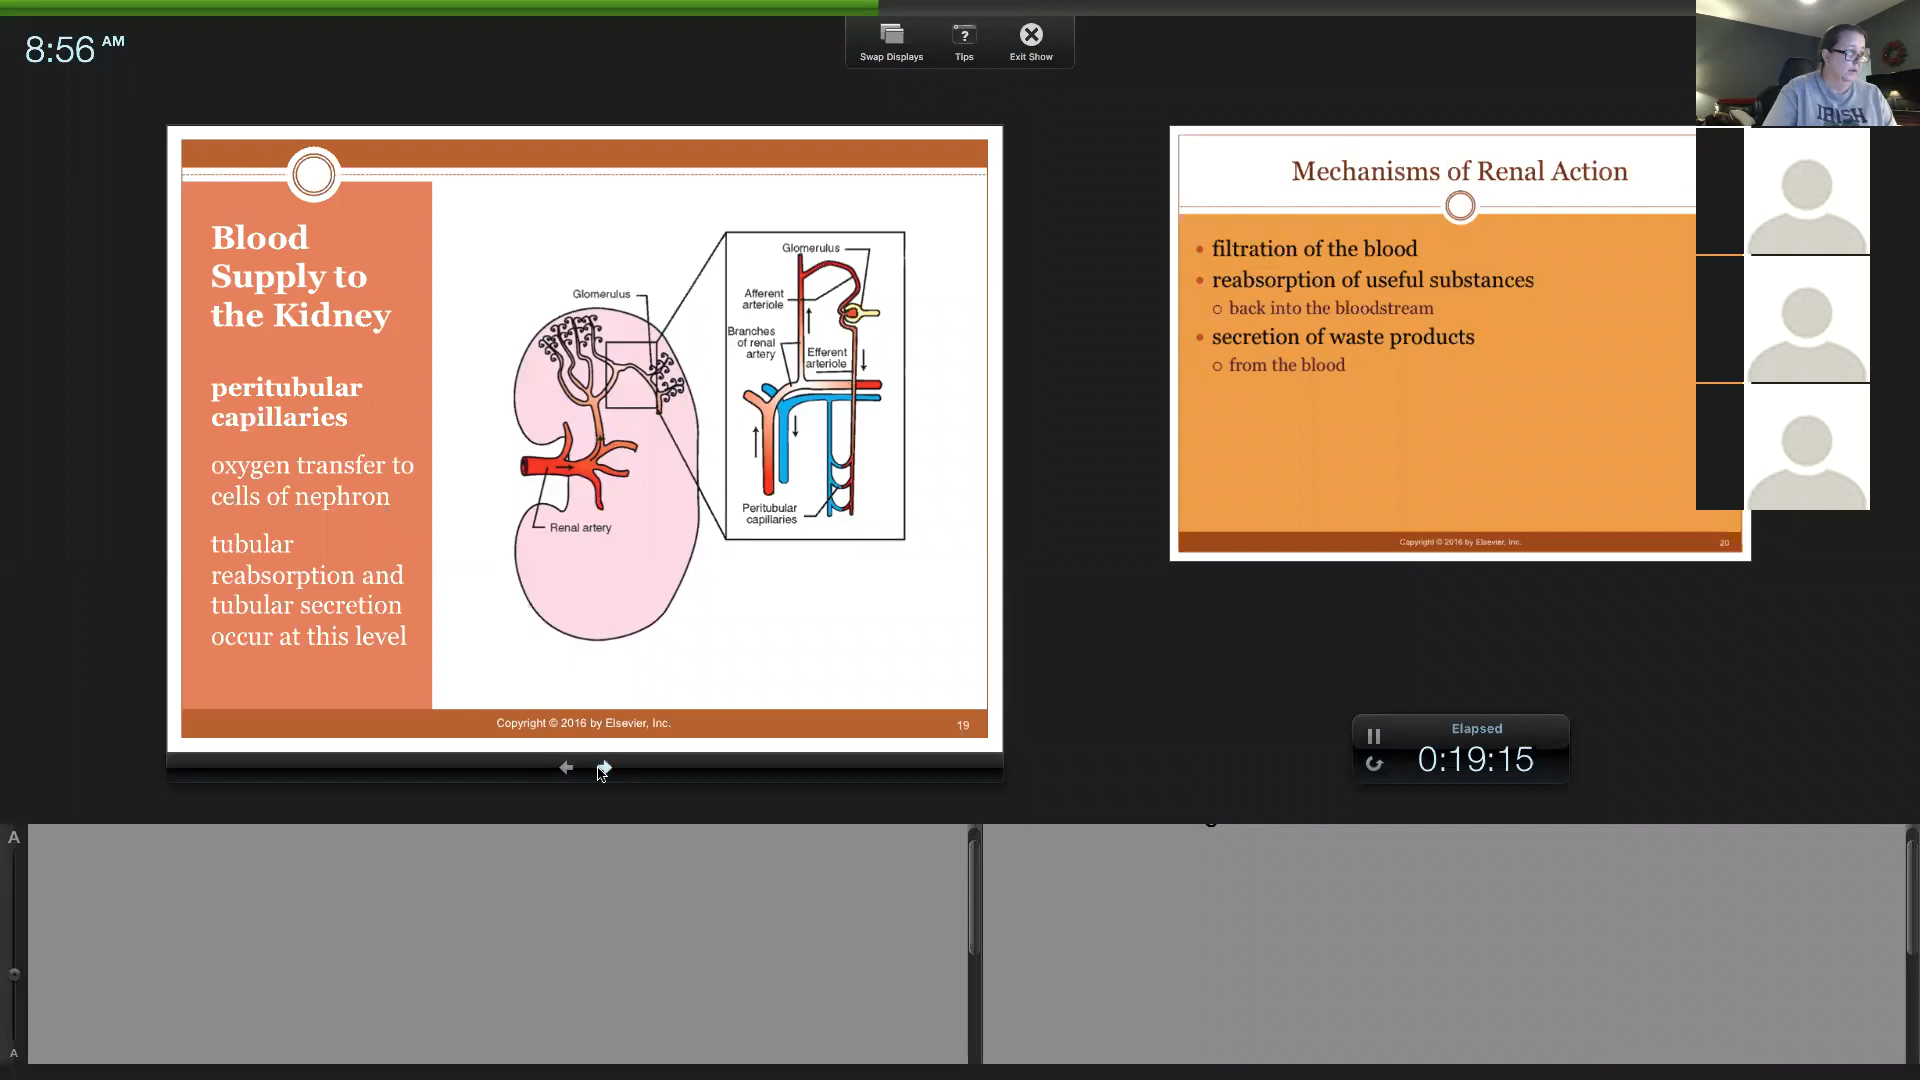 8:56 AM
Swap Displays
Tips
Exit Show
IRISH
Blood
Supply to
the Kidney
peritubular
capillaries
oxygen transfer to
cells of nephron
tubular
reabsorption and
tubular secretion
occur at this level
Glomerulus
Renal artery
Glomerulus
Afferent
arteriole
Branches
of renal
artery
Efferent
arteriole
Peritubular
capillaries
Copyright © 2016 by Elsevier, Inc.
19
Mechanisms of Renal Action
• filtration of the blood
• reabsorption of useful substances
○ back into the bloodstream
• secretion of waste products
○ from the blood
Copyright © 2016 by Elsevier, Inc.
20
Elapsed
0:19:15
A
A